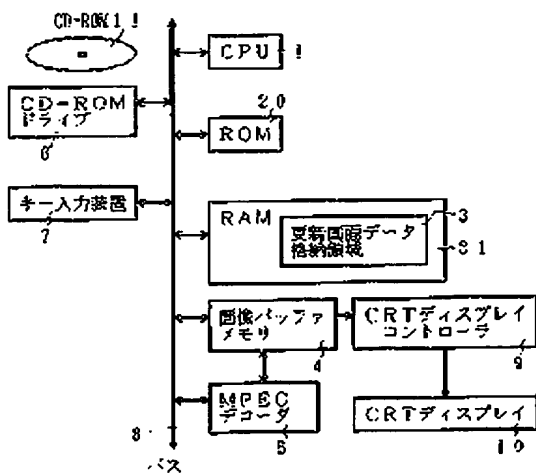 CD-ROM11
CPU 1
CD-ROM
ドライブ
6
20
ROM
キー入力装置
7
RAM
更新画面データ
格納領域
3
21
画像バッファ
メモリ
4
CRTディスプレイ
コントローラ
9
MPEC
デコーダ
5
8
CRTディスプレイ
10
バス